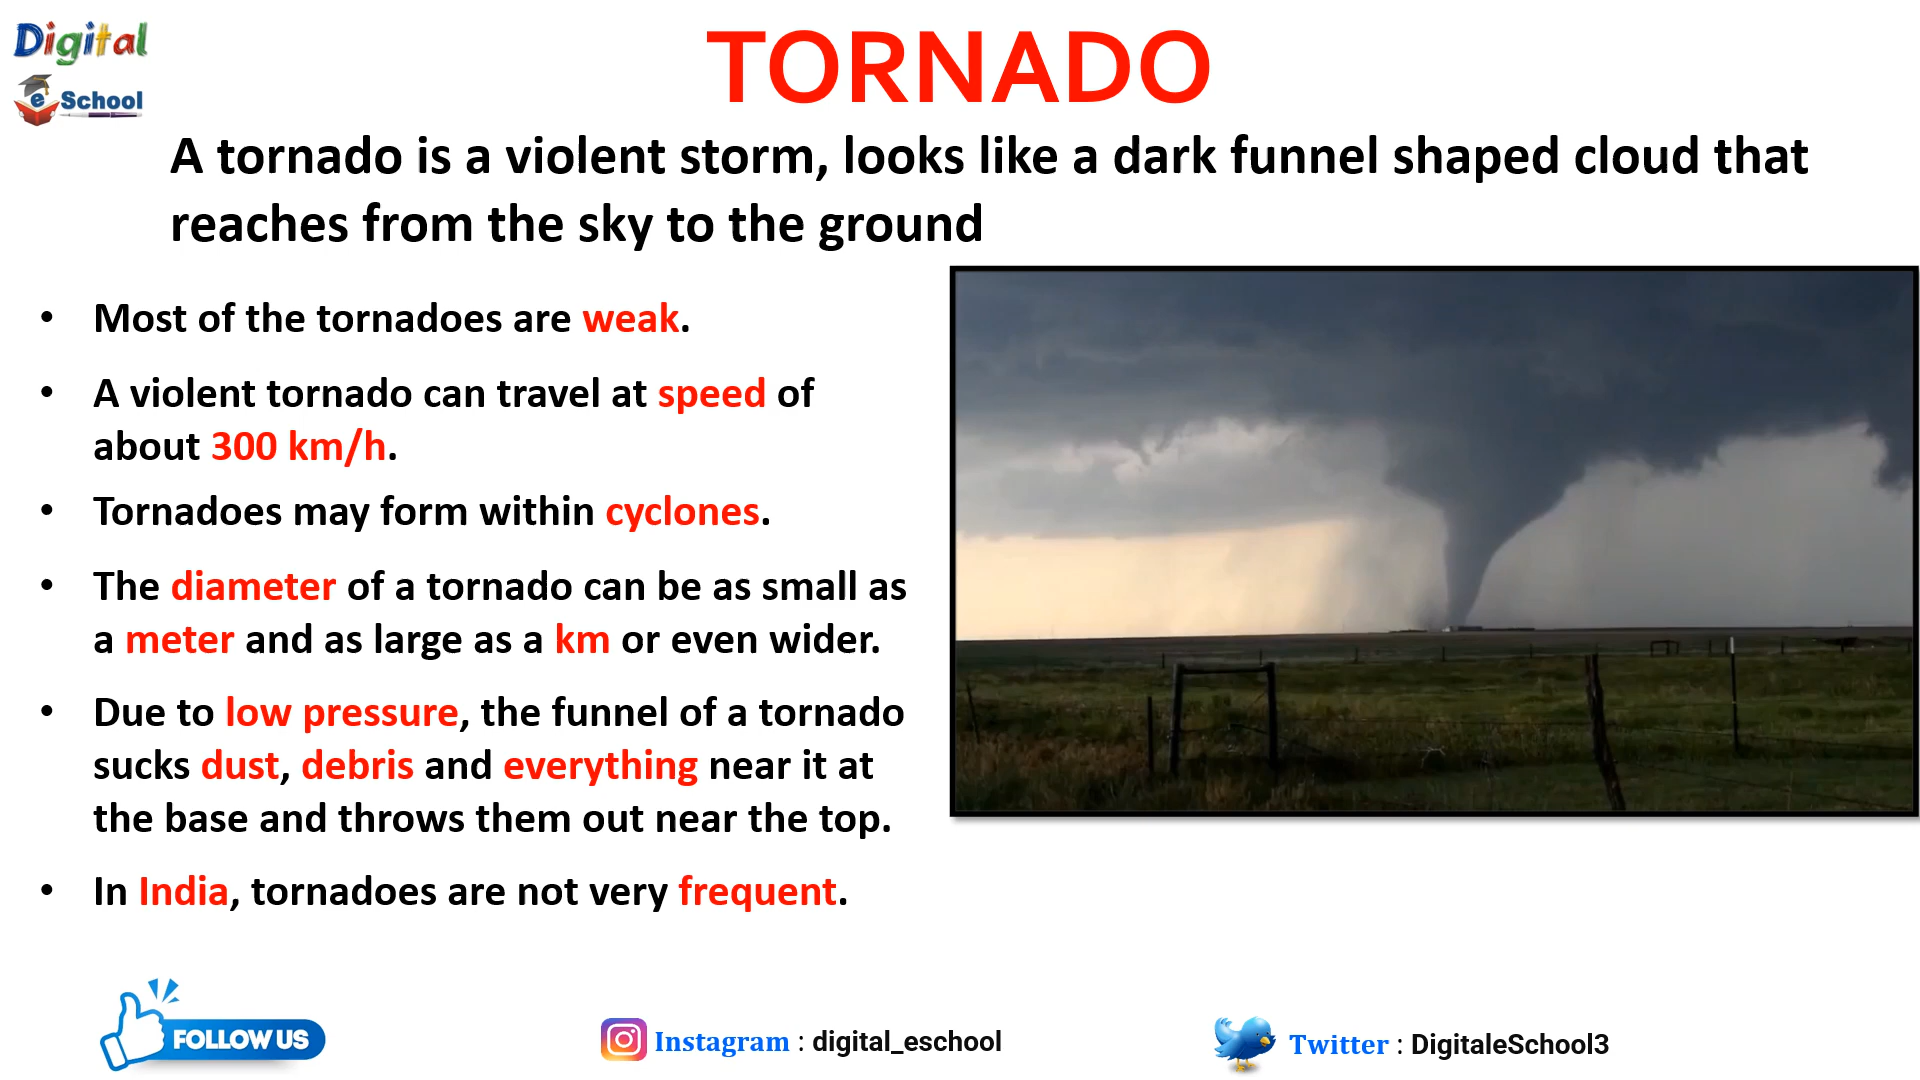 Digital
e School
TORNADO
A tornado is a violent storm, looks like a dark funnel shaped cloud that
reaches from the sky to the ground
• Most of the tornadoes are weak.
• A violent tornado can travel at speed of
about 300 km/h.
• Tornadoes may form within cyclones.
• The diameter of a tornado can be as small as
a meter and as large as a km or even wider.
• Due to low pressure, the funnel of a tornado
sucks dust, debris and everything near it at
the base and throws them out near the top.
• In India, tornadoes are not very frequent.
FOLLOW US
Instagram : digital_eschool
Twitter : DigitaleSchool3